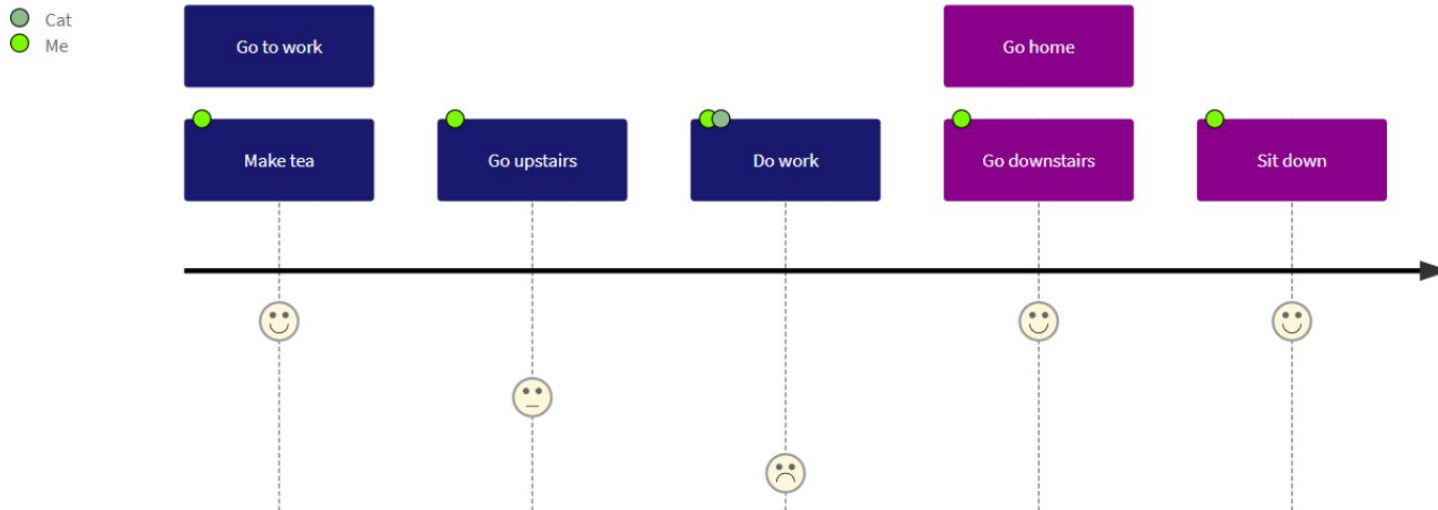 Cat
Me
Go to work
Go home
Make tea
Go upstairs
Do work
Go downstairs
Sit down